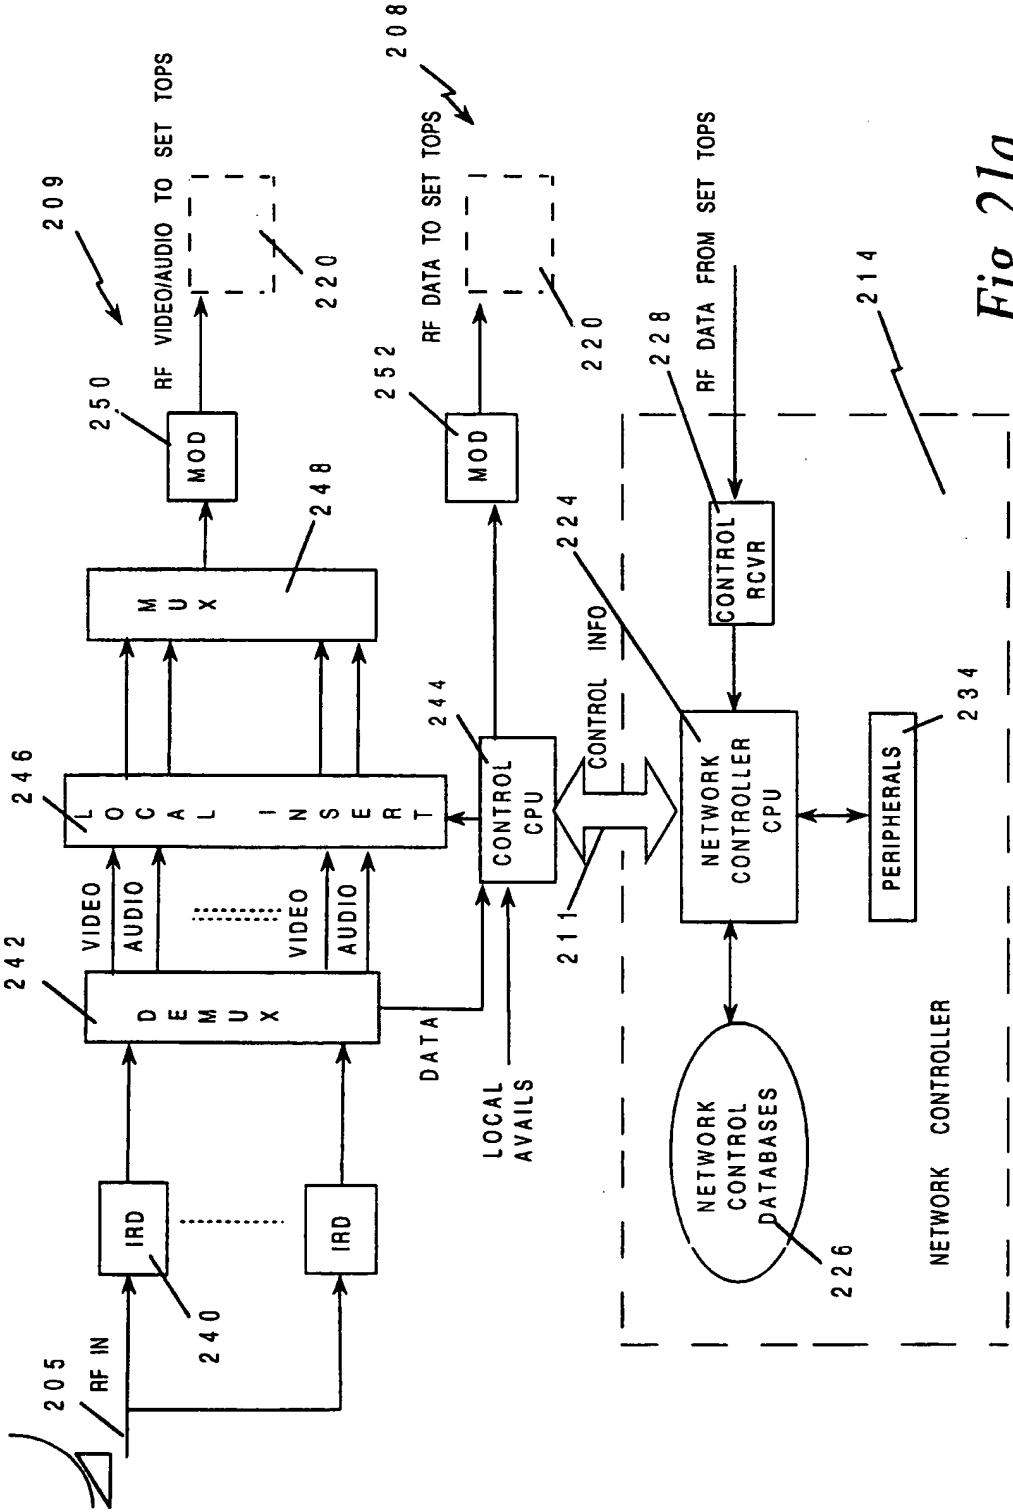 205
RF IN
240
IRD
IRD
242
DEMUX
VIDEO
AUDIO
VIDEO
AUDIO
DATA
LOCAL
AVAILS
246
LOCAL INSERT
244
CONTROL
CPU
MUX
248
250
MOD
209
RF VIDEO/AUDIO TO SET TOPS
220
252
MOD
208
RF DATA TO SET TOPS
220
211
CONTROL INFO
224
NETWORK
CONTROLLER
CPU
228
CONTROL
RCVR
RF DATA FROM SET TOPS
NETWORK
CONTROL
DATABASES
226
PERIPHERALS
234
NETWORK CONTROLLER
214
Fig. 21a